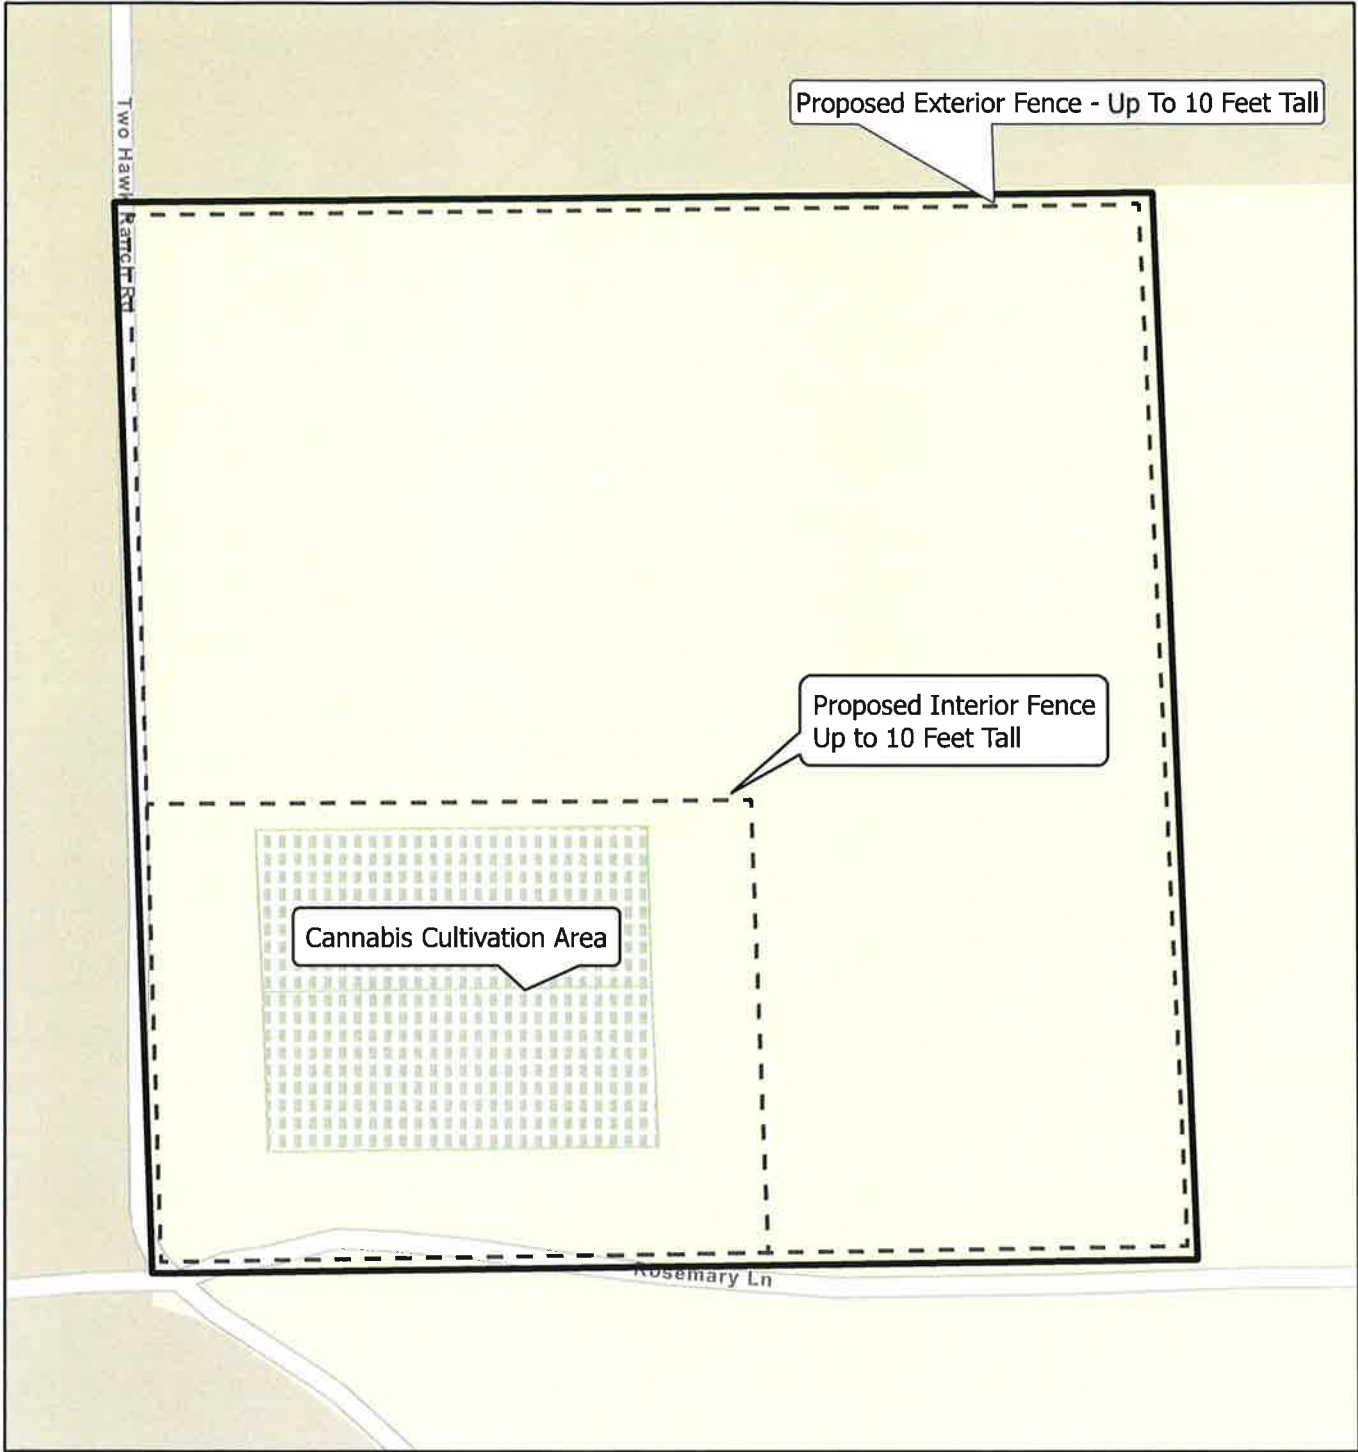 Proposed Exterior Fence - Up To 10 Feet Tall
Two Hawk Ranch Rd
Proposed Interior Fence
Up to 10 Feet Tall
Cannabis Cultivation Area
Rosemary Ln